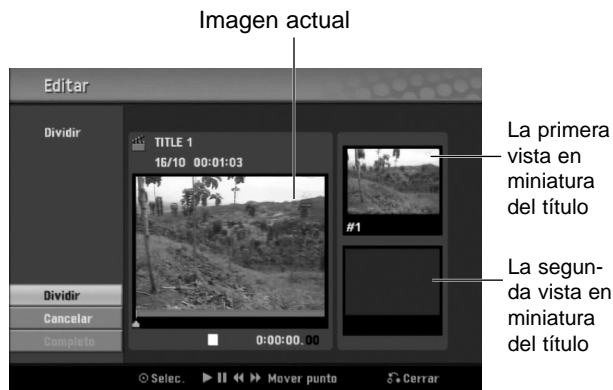 Imagen actual
Editar
Dividir
TITLE 1
16/10 00:01:03
#1
Dividir
Cancelar
Completo
0:00:00.00
Selec. Mover punto Cerrar
La primera
vista en
miniatura
del título
La segun-
da vista en
miniatura
del título